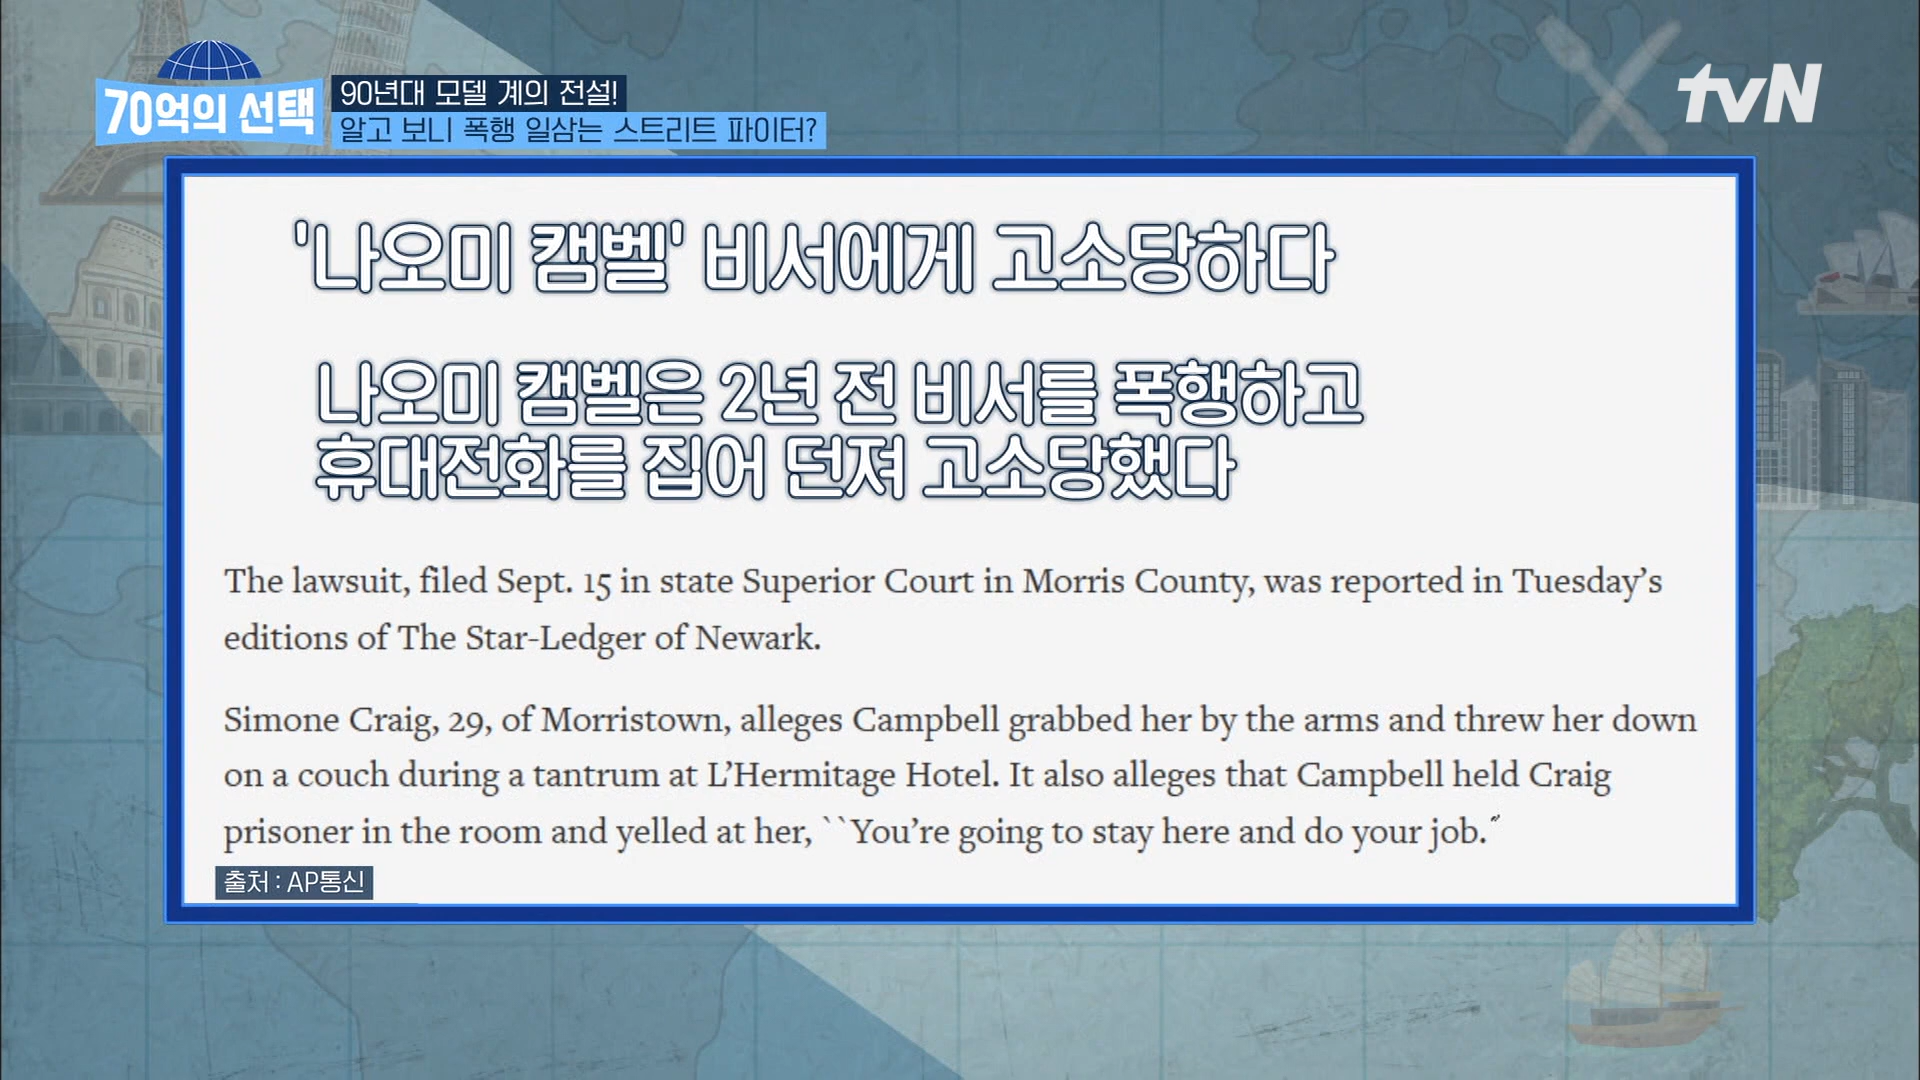 70억의 선택
90년대 모델 계의 전설!
알고 보니 폭행 일삼는 스트리트 파이터?
tvN
'나오미 캠벨' 비서에게 고소당하다
나오미 캠벨은 2년 전 비서를 폭행하고
휴대전화를 집어 던져 고소당했다
The lawsuit, filed Sept. 15 in state Superior Court in Morris County, was reported in Tuesday’s
editions of The Star-Ledger of Newark.
Simone Craig, 29, of Morristown, alleges Campbell grabbed her by the arms and threw her down
on a couch during a tantrum at L’Hermitage Hotel. It also alleges that Campbell held Craig
prisoner in the room and yelled at her, ``You’re going to stay here and do your job.″
출처 : AP통신